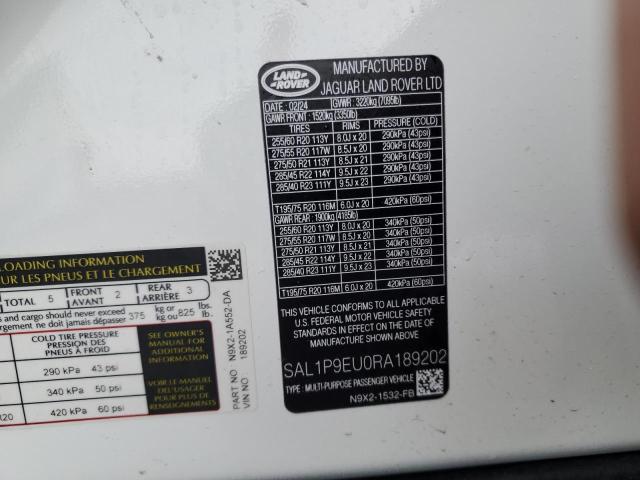 LAND ROVER
MANUFACTURED BY
JAGUAR LAND ROVER LTD
DATE : 02/24 GVWR : 3220kg (7095lb)
GAWR FRONT : 1520kg (3350lb)
TIRES RIMS PRESSURE (COLD)
255/60 R20 113Y 8.0J x 20 290kPa (43psi)
275/55 R20 117W 8.5J x 20 290kPa (43psi)
275/50 R21 113Y 8.5J x 21 290kPa (43psi)
285/45 R22 114Y 9.5J x 22 290kPa (43psi)
285/40 R23 111Y 9.5J x 23 290kPa (43psi)
T195/75 R20 116M 6.0J x 20 420kPa (60psi)
GAWR REAR : 1900kg (4185lb)
255/60 R20 113Y 8.0J x 20 340kPa (50psi)
275/55 R20 117W 8.5J x 20 340kPa (50psi)
275/50 R21 113Y 8.5J x 21 340kPa (50psi)
285/45 R22 114Y 9.5J x 22 340kPa (50psi)
285/40 R23 111Y 9.5J x 23 340kPa (50psi)
T195/75 R20 116M 6.0J x 20 420kPa (60psi)
THIS VEHICLE CONFORMS TO ALL APPLICABLE
U.S. FEDERAL MOTOR VEHICLE SAFETY STANDARDS
IN EFFECT ON THE DATE OF MANUFACTURE
SHOWN ABOVE.
SAL1P9EU0RA189202
TYPE : MULTI-PURPOSE PASSENGER VEHICLE
N9X2-1532-FB
LOADING INFORMATION
UR LES PNEUS ET LE CHARGEMENT
TOTAL 5 FRONT AVANT 2 REAR ARRIÈRE 3
s and cargo should never exceed
rgement ne doit jamais dépasser 375 kg or kg ou 825 lbs. lb.
COLD TIRE PRESSURE
PRESSION DES
PNEUS À FROID
290 kPa 43 psi
340 kPa 50 psi
R20 420 kPa 60 psi
SEE OWNER'S
MANUAL FOR
ADDITIONAL
INFORMATION
VOIR LE MANUEL
DE L'USAGER
POUR PLUS DE
RENSEIGNEMENTS
PART NO : N9X2-1A552-DA
VIN NO : 189202